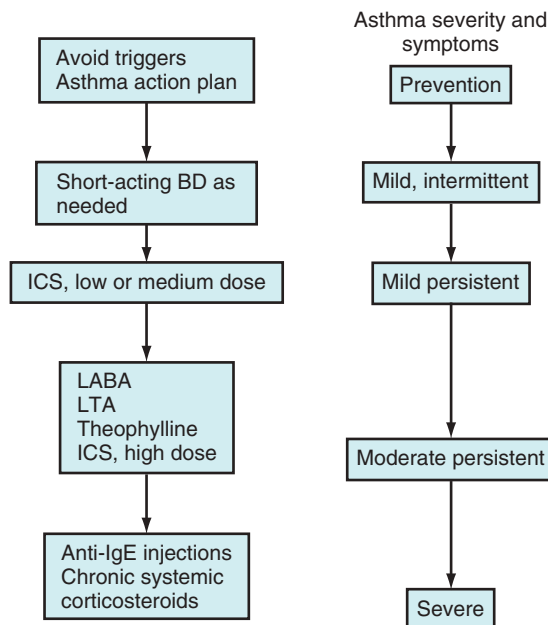 Avoid triggers
Asthma action plan
Short-acting BD as
needed
ICS, low or medium dose
LABA
LTA
Theophylline
ICS, high dose
Anti-IgE injections
Chronic systemic
corticosteroids
Asthma severity and
symptoms
Prevention
Mild, intermittent
Mild persistent
Moderate persistent
Severe